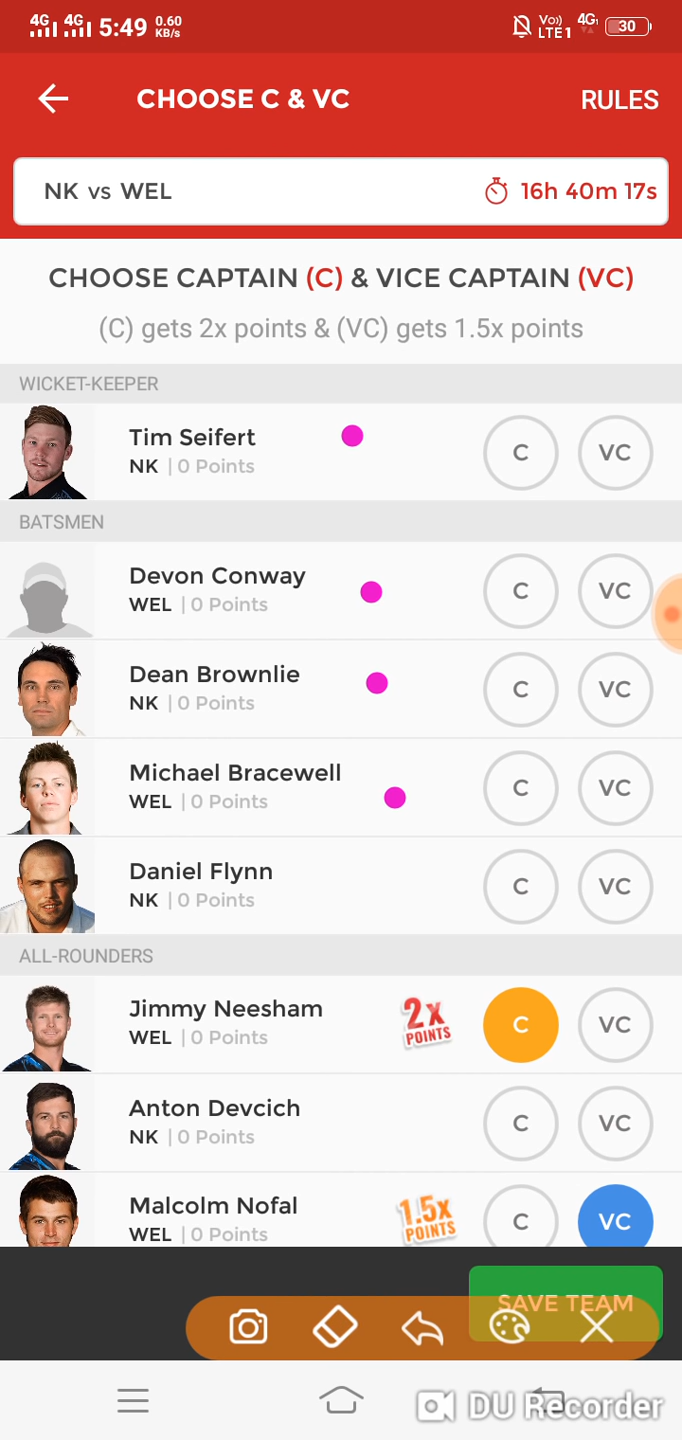 4G 4G 5:49 0.60 KB/s VoD LTE 1 4G 30
CHOOSE C & VC RULES
NK vs WEL 16h 40m 17s
CHOOSE CAPTAIN (C) & VICE CAPTAIN (VC)
(C) gets 2x points & (VC) gets 1.5x points
WICKET-KEEPER
Tim Seifert C VC
NK | 0 Points
BATSMEN
Devon Conway C VC
WEL | 0 Points
Dean Brownlie C VC
NK | 0 Points
Michael Bracewell C VC
WEL | 0 Points
Daniel Flynn C VC
NK | 0 Points
ALL-ROUNDERS
Jimmy Neesham 2x POINTS C VC
WEL | 0 Points
Anton Devcich C VC
NK | 0 Points
Malcolm Nofal 1.5x POINTS C VC
WEL | 0 Points
SAVE TEAM
DU Recorder